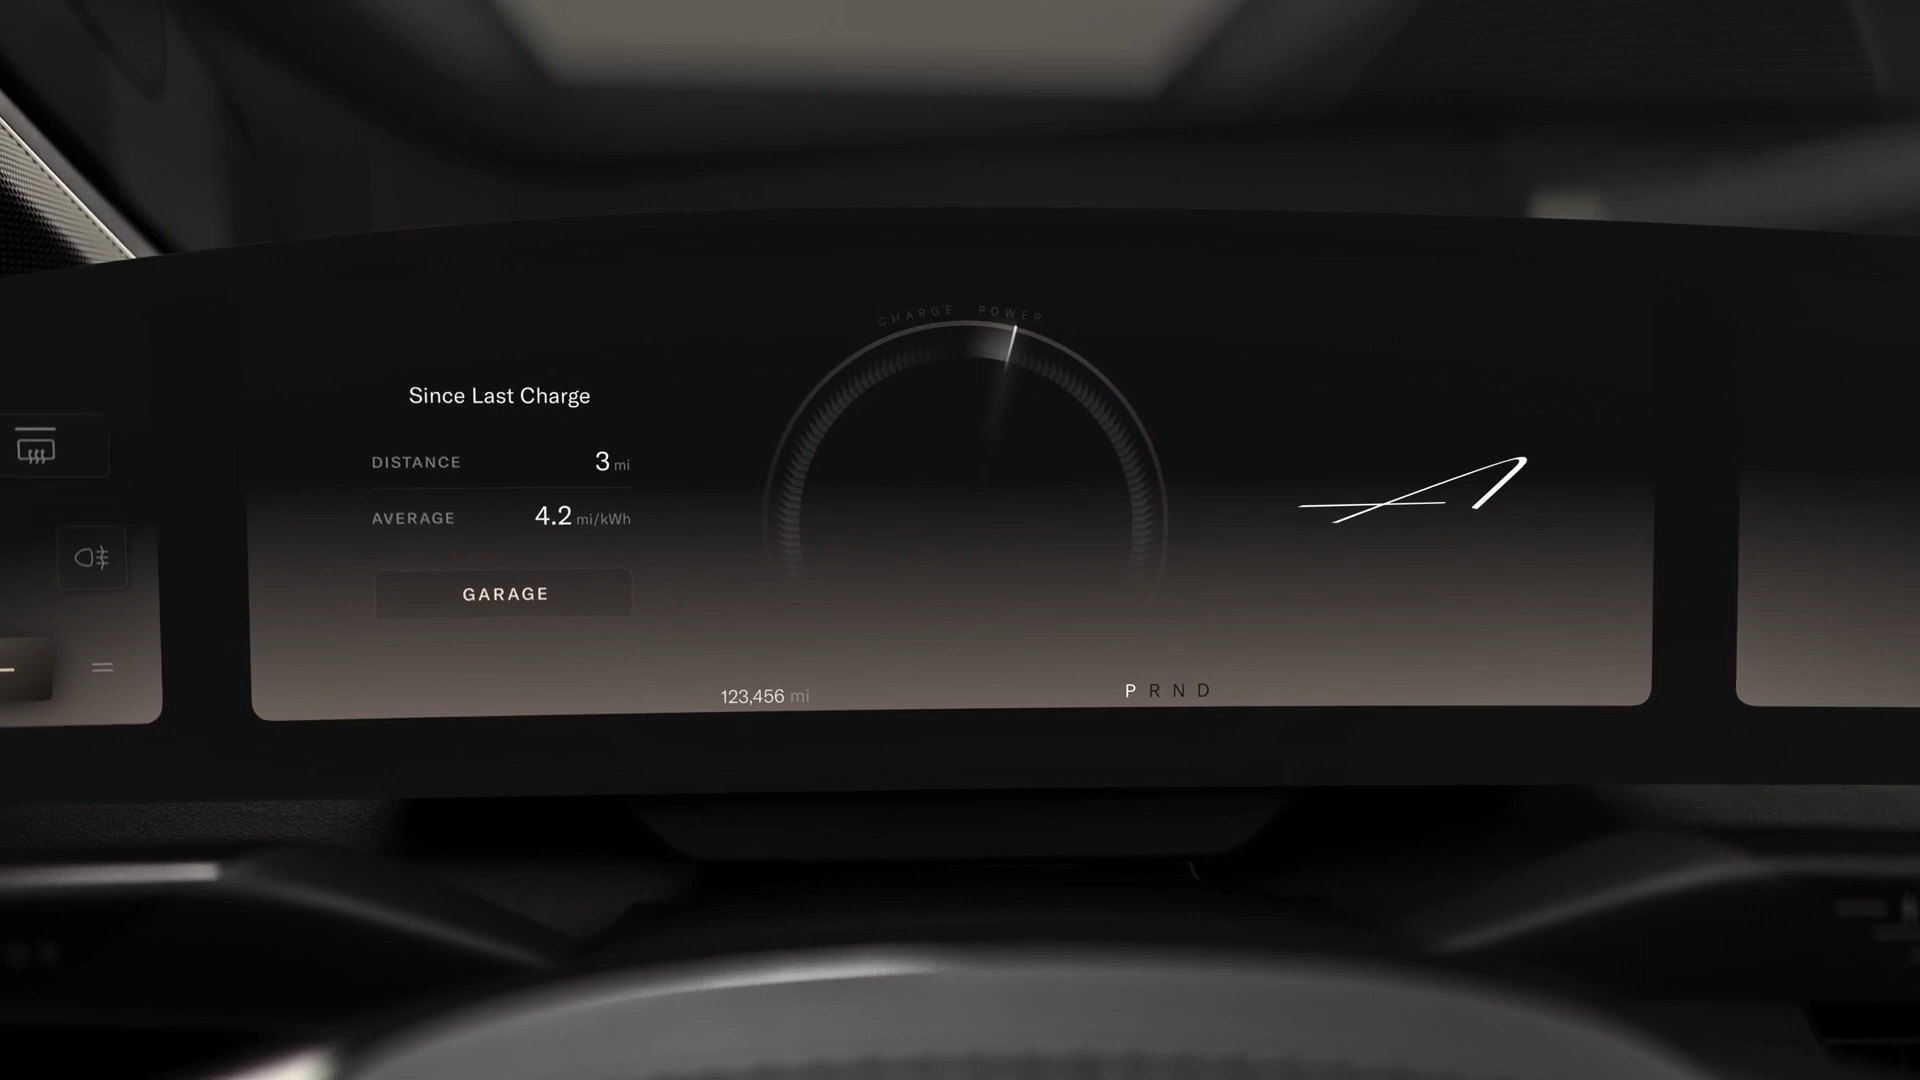 CHARGE POWER
Since Last Charge
DISTANCE 3 mi
AVERAGE 4.2 mi/kWh
GARAGE
123,456 mi
P R N D